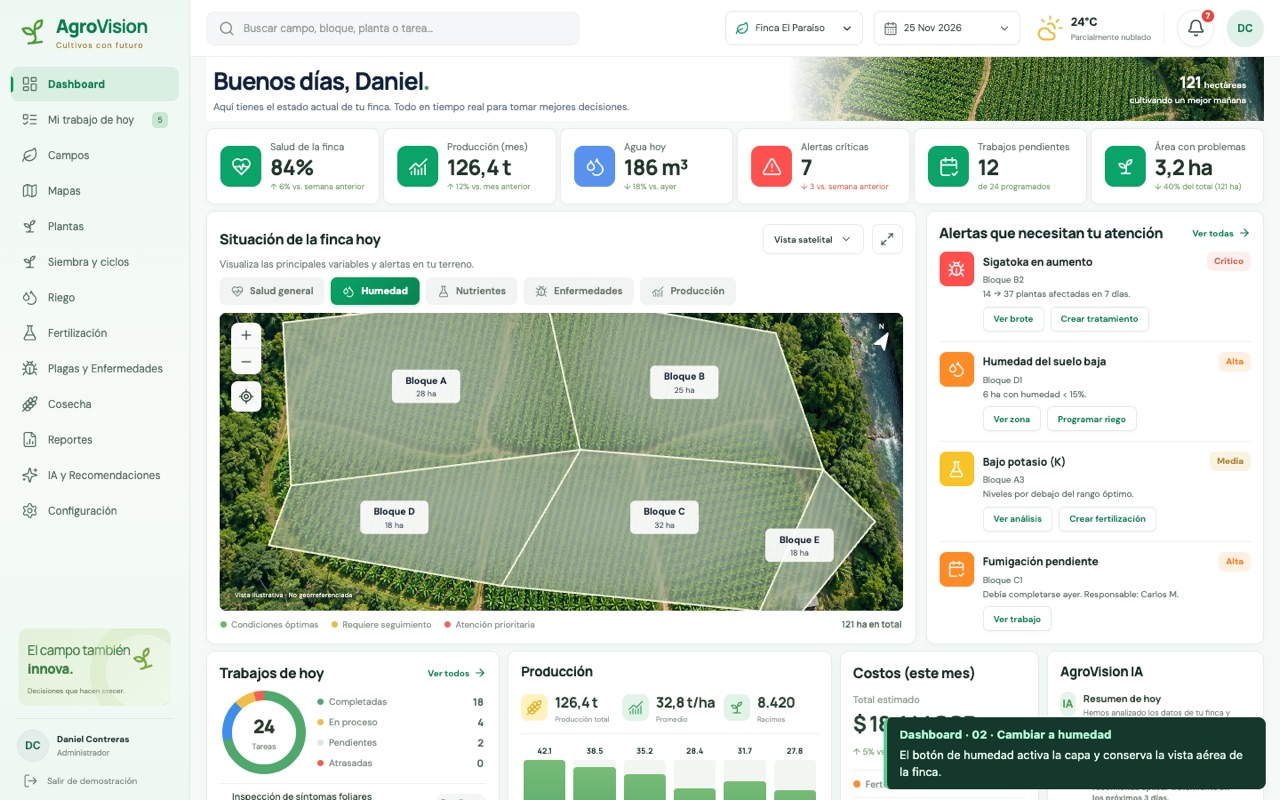 AgroVision
Cultivos con futuro
Dashboard
Mi trabajo de hoy
5
Campos
Mapas
Plantas
Siembra y ciclos
Riego
Fertilización
Plagas y Enfermedades
Cosecha
Reportes
IA y Recomendaciones
Configuración
El campo también
innova.
Decisiones que hacen crecer.
DC
Daniel Contreras
Administrador
Salir de demostración
Buscar campo, bloque, planta o tarea...
Finca El Paraíso
25 Nov 2026
24°C
Parcialmente nublado
7
DC
Buenos días, Daniel.
Aquí tienes el estado actual de tu finca. Todo en tiempo real para tomar mejores decisiones.
121 hectáreas
cultivando un mejor mañana
Salud de la finca
84%
↑ 6% vs. semana anterior
Producción (mes)
126,4 t
↑ 12% vs. mes anterior
Agua hoy
186 m³
↓ 18% vs. ayer
Alertas críticas
7
↓ 3 vs. semana anterior
Trabajos pendientes
12
de 24 programados
Área con problemas
3,2 ha
↓ 40% del total (121 ha)
Situación de la finca hoy
Visualiza las principales variables y alertas en tu terreno.
Vista satelital
Salud general
Humedad
Nutrientes
Enfermedades
Producción
+
−
N
Bloque A
28 ha
Bloque B
25 ha
Bloque D
18 ha
Bloque C
32 ha
Bloque E
18 ha
Vista ilustrativa · No georreferenciada
Condiciones óptimas
Requiere seguimiento
Atención prioritaria
121 ha en total
Alertas que necesitan tu atención
Ver todas →
Sigatoka en aumento
Crítico
Bloque B2
14 → 37 plantas afectadas en 7 días.
Ver brote
Crear tratamiento
Humedad del suelo baja
Alta
Bloque D1
6 ha con humedad < 15%.
Ver zona
Programar riego
Bajo potasio (K)
Media
Bloque A3
Niveles por debajo del rango óptimo.
Ver análisis
Crear fertilización
Fumigación pendiente
Alta
Bloque C1
Debía completarse ayer. Responsable: Carlos M.
Ver trabajo
Trabajos de hoy
Ver todos →
24
Tareas
Completadas 18
En proceso 4
Pendientes 2
Atrasadas 0
Inspección de síntomas foliares
Producción
126,4 t
Producción total
32,8 t/ha
Promedio
8.420
Racimos
42.1 38.5 35.2 28.4 31.7 27.8
Costos (este mes)
Total estimado
AgroVision IA
IA
Resumen de hoy
Hemos analizado los datos de tu finca y
Dashboard · 02 · Cambiar a humedad
El botón de humedad activa la capa y conserva la vista aérea de
la finca.
los próximos 3 días.